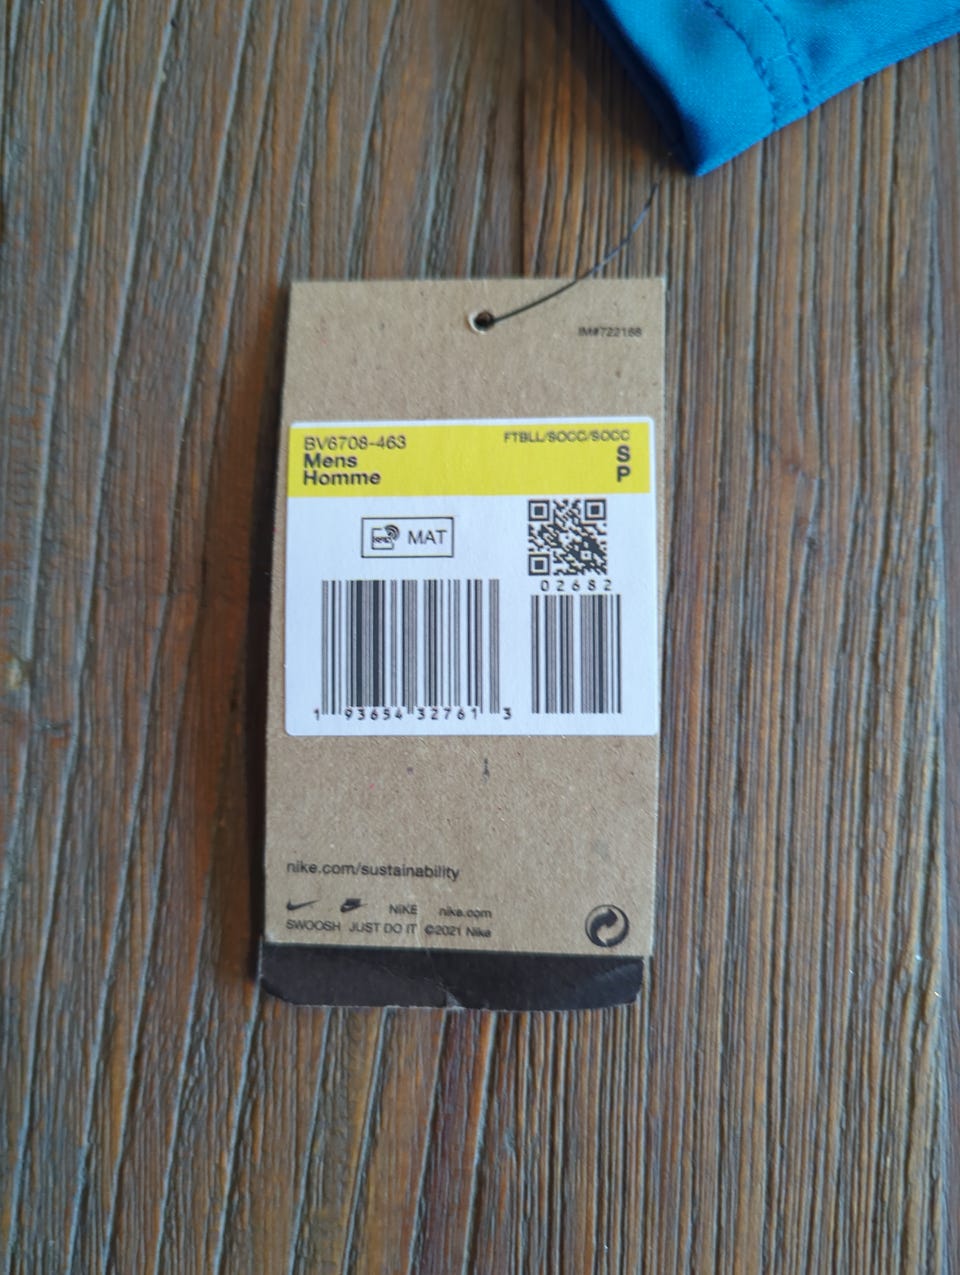 IM#722188
BV6708-463 FTBLL/SOCC/SOCC
Mens S
Homme P
MAT
02682
1 93654 32761 3
nike.com/sustainability
NIKE nike.com
SWOOSH JUST DO IT ©2021 Nike